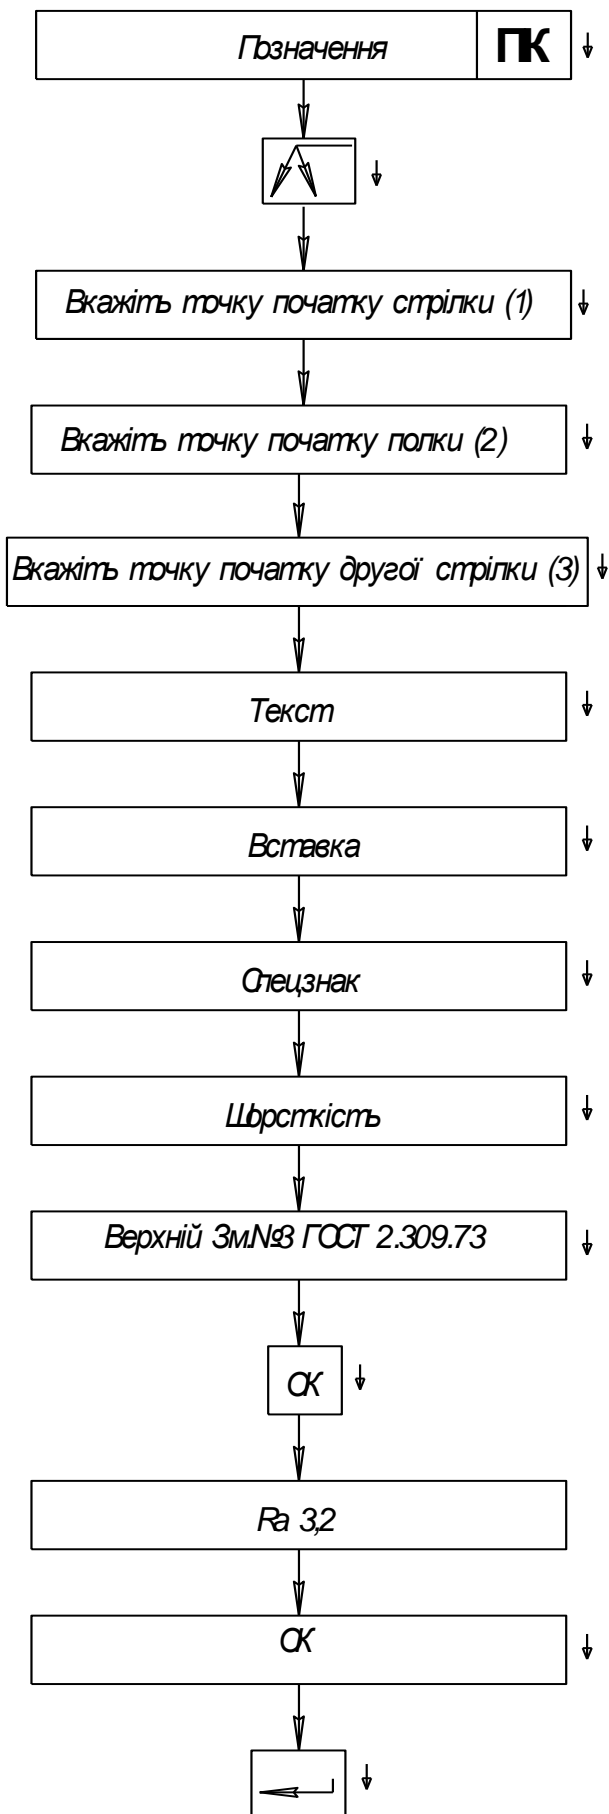 Позначення ПК
Вкажіть точку початку стрілки (1)
Вкажіть точку початку полки (2)
Вкажіть точку початку другої стрілки (3)
Текст
Вставка
Спецзнак
Шорсткість
Верхній Зм.№3 ГОСТ 2.309.73
ОК
Ra 3,2
ОК